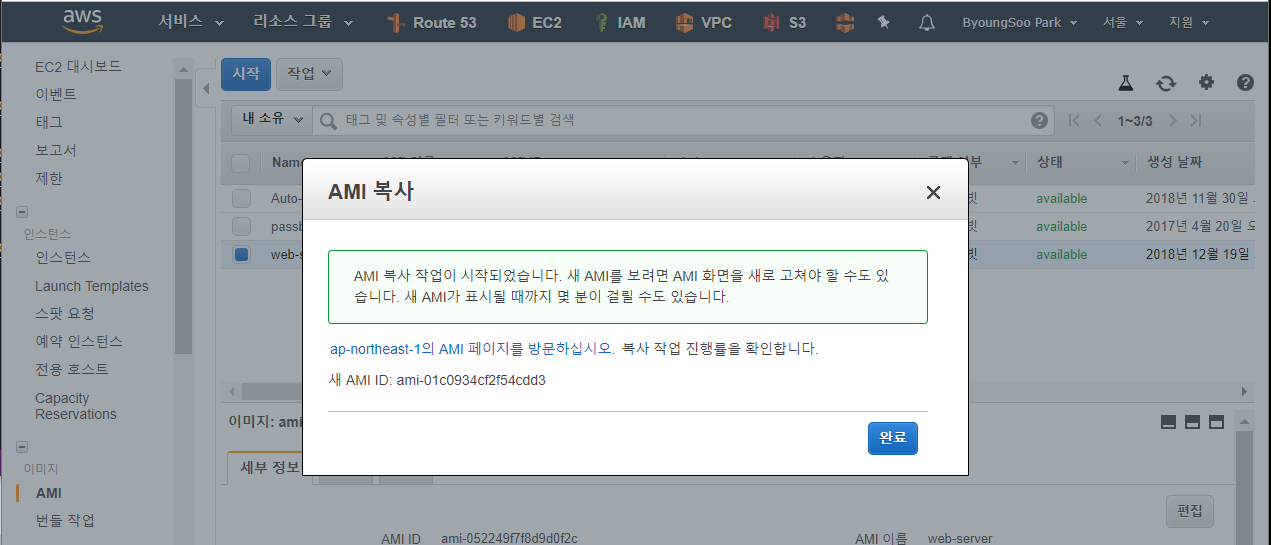 aws 서비스 리소스 그룹 Route 53 EC2 IAM VPC S3 ByoungSoo Park 서울 지원
EC2 대시보드
이벤트
태그
보고서
제한
인스턴스
인스턴스
Launch Templates
스팟 요청
예약 인스턴스
전용 호스트
Capacity
Reservations
이미지
AMI
번들 작업
시작 작업
내 소유 태그 및 속성별 필터 또는 키워드별 검색 1~3/3
상태 생성 날짜
Auto- available 2018년 11월 30일
available 2017년 4월 20일 오
web-s available 2018년 12월 19일
AMI 복사
AMI 복사 작업이 시작되었습니다. 새 AMI를 보려면 AMI 화면을 새로 고쳐야 할 수도 있
습니다. 새 AMI가 표시될 때까지 몇 분이 걸릴 수도 있습니다.
ap-northeast-1의 AMI 페이지를 방문하십시오. 복사 작업 진행률을 확인합니다.
새 AMI ID: ami-01c0934cf2f54cdd3
완료
이미지: ami
세부 정보
편집
AMI ID ami-052249f7f8d9d0f2c AMI 이름 web-server